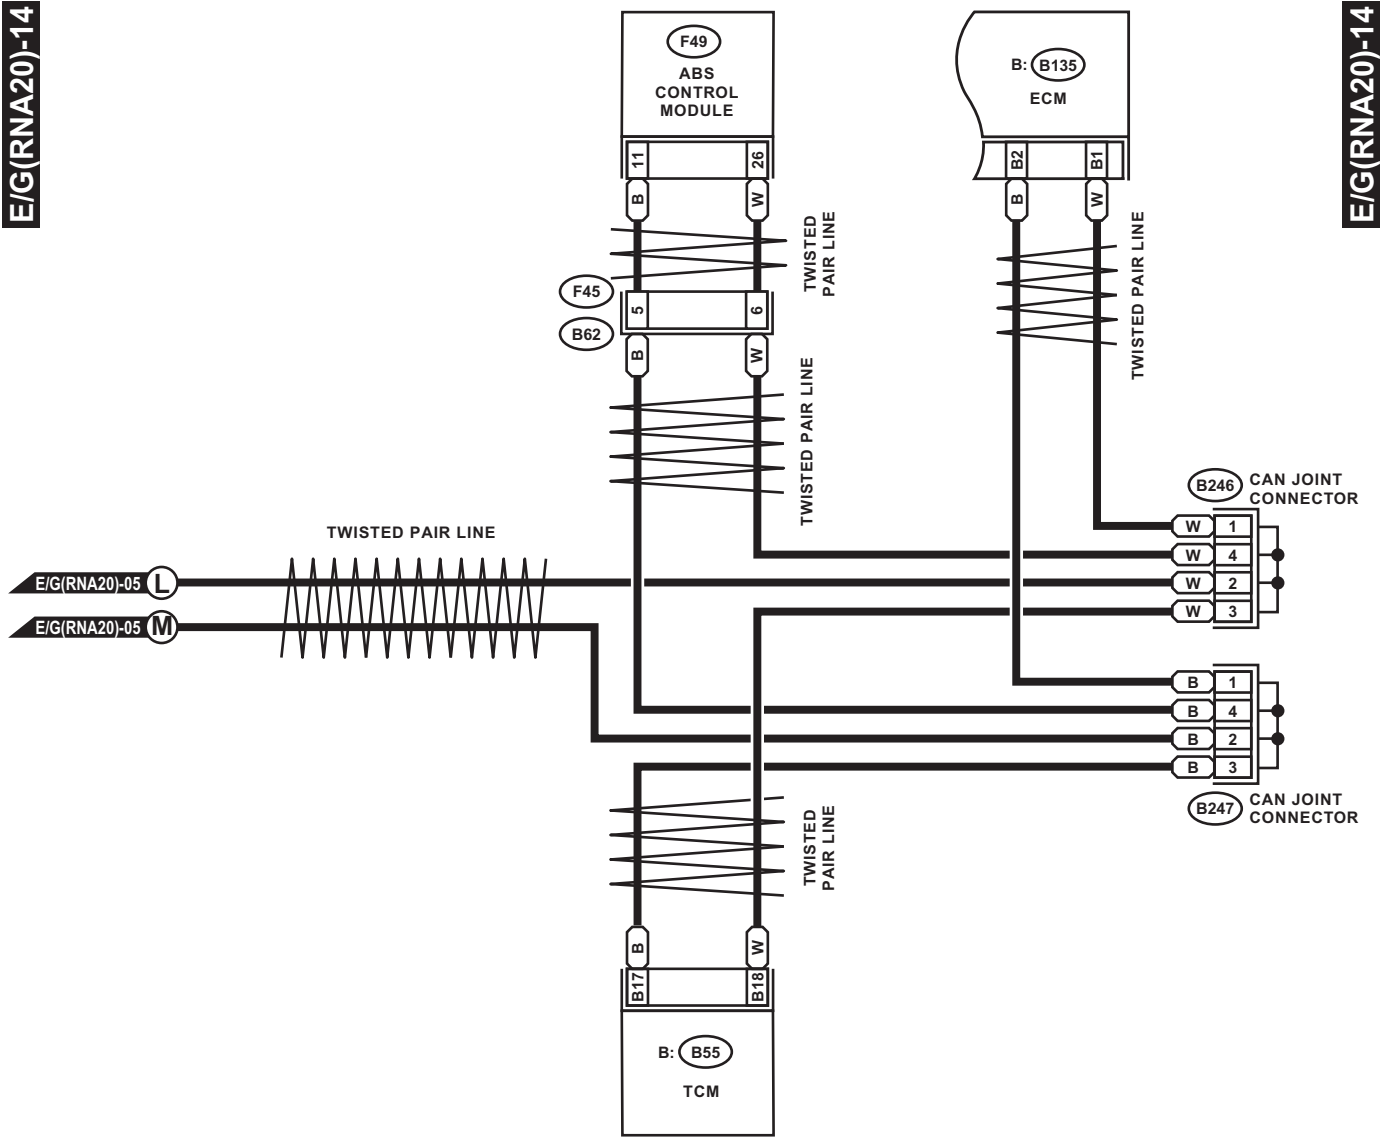 E/G(RNA20)-14
E/G(RNA20)-14
F49
ABS
CONTROL
MODULE
11
26
B
W
TWISTED
PAIR LINE
F45
B62
5
6
B
W
TWISTED PAIR LINE
B: B135
ECM
B2
B1
B
W
TWISTED PAIR LINE
B246
CAN JOINT
CONNECTOR
W 1
W 4
W 2
W 3
TWISTED PAIR LINE
E/G(RNA20)-05 L
E/G(RNA20)-05 M
B 1
B 4
B 2
B 3
B247
CAN JOINT
CONNECTOR
TWISTED
PAIR LINE
B
W
B17
B18
B: B55
TCM